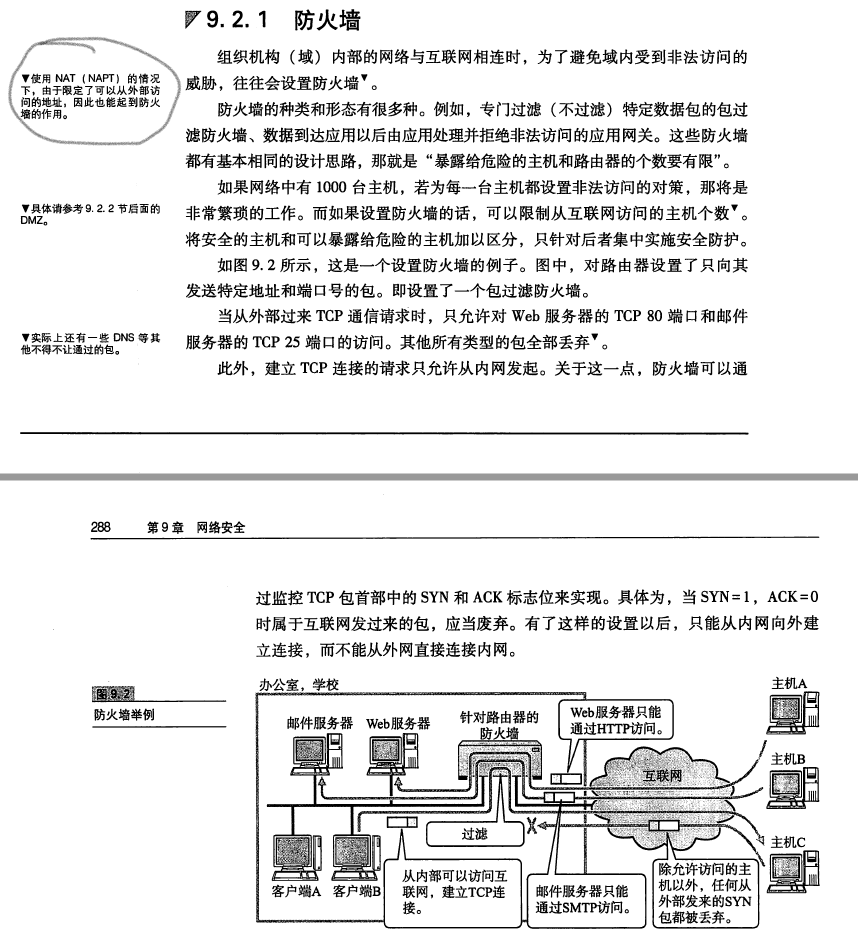 9.2.1 防火墙
组织机构（域）内部的网络与互联网相连时，为了避免域内受到非法访问的
威胁，往往会设置防火墙▼。
▼使用 NAT（NAPT）的情况
下，由于限定了可以从外部访
问的地址，因此也能起到防火
墙的作用。
防火墙的种类和形态有很多种。例如，专门过滤（不过滤）特定数据包的包过
滤防火墙、数据到达应用以后由应用处理并拒绝非法访问的应用网关。这些防火墙
都有基本相同的设计思路，那就是“暴露给危险的主机和路由器的个数要有限”。
如果网络中有 1000 台主机，若为每一台主机都设置非法访问的对策，那将是
非常繁琐的工作。而如果设置防火墙的话，可以限制从互联网访问的主机个数▼。
将安全的主机和可以暴露给危险的主机加以区分，只针对后者集中实施安全防护。
▼具体请参考 9.2.2 节后面的
DMZ。
如图 9.2 所示，这是一个设置防火墙的例子。图中，对路由器设置了只向其
发送特定地址和端口号的包。即设置了一个包过滤防火墙。
当从外部过来 TCP 通信请求时，只允许对 Web 服务器的 TCP 80 端口和邮件
服务器的 TCP 25 端口的访问。其他所有类型的包全部丢弃▼。
▼实际上还有一些 DNS 等其
他不得不让通过的包。
此外，建立 TCP 连接的请求只允许从内网发起。关于这一点，防火墙可以通
288 第 9 章 网络安全
过监控 TCP 包首部中的 SYN 和 ACK 标志位来实现。具体为，当 SYN=1，ACK=0
时属于互联网发过来的包，应当废弃。有了这样的设置以后，只能从内网向外建
立连接，而不能从外网直接连接内网。
图 9.2
防火墙举例
办公室，学校
邮件服务器
Web服务器
针对路由器的
防火墙
Web服务器只能
通过HTTP访问。
主机A
互联网
主机B
过滤
主机C
客户端A
客户端B
从内部可以访问互
联网，建立TCP连
接。
邮件服务器只能
通过SMTP访问。
除允许访问的主
机以外，任何从
外部发来的SYN
包都被丢弃。